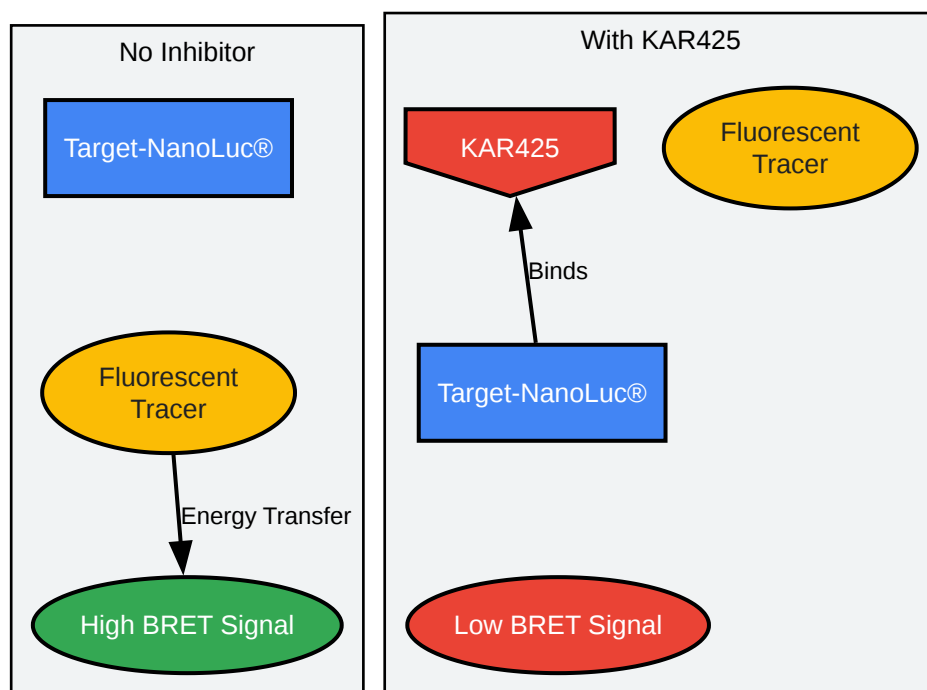 No Inhibitor
Target-NanoLuc®
Fluorescent
Tracer
Energy Transfer
High BRET Signal
With KAR425
KAR425
Fluorescent
Tracer
Binds
Target-NanoLuc®
Low BRET Signal